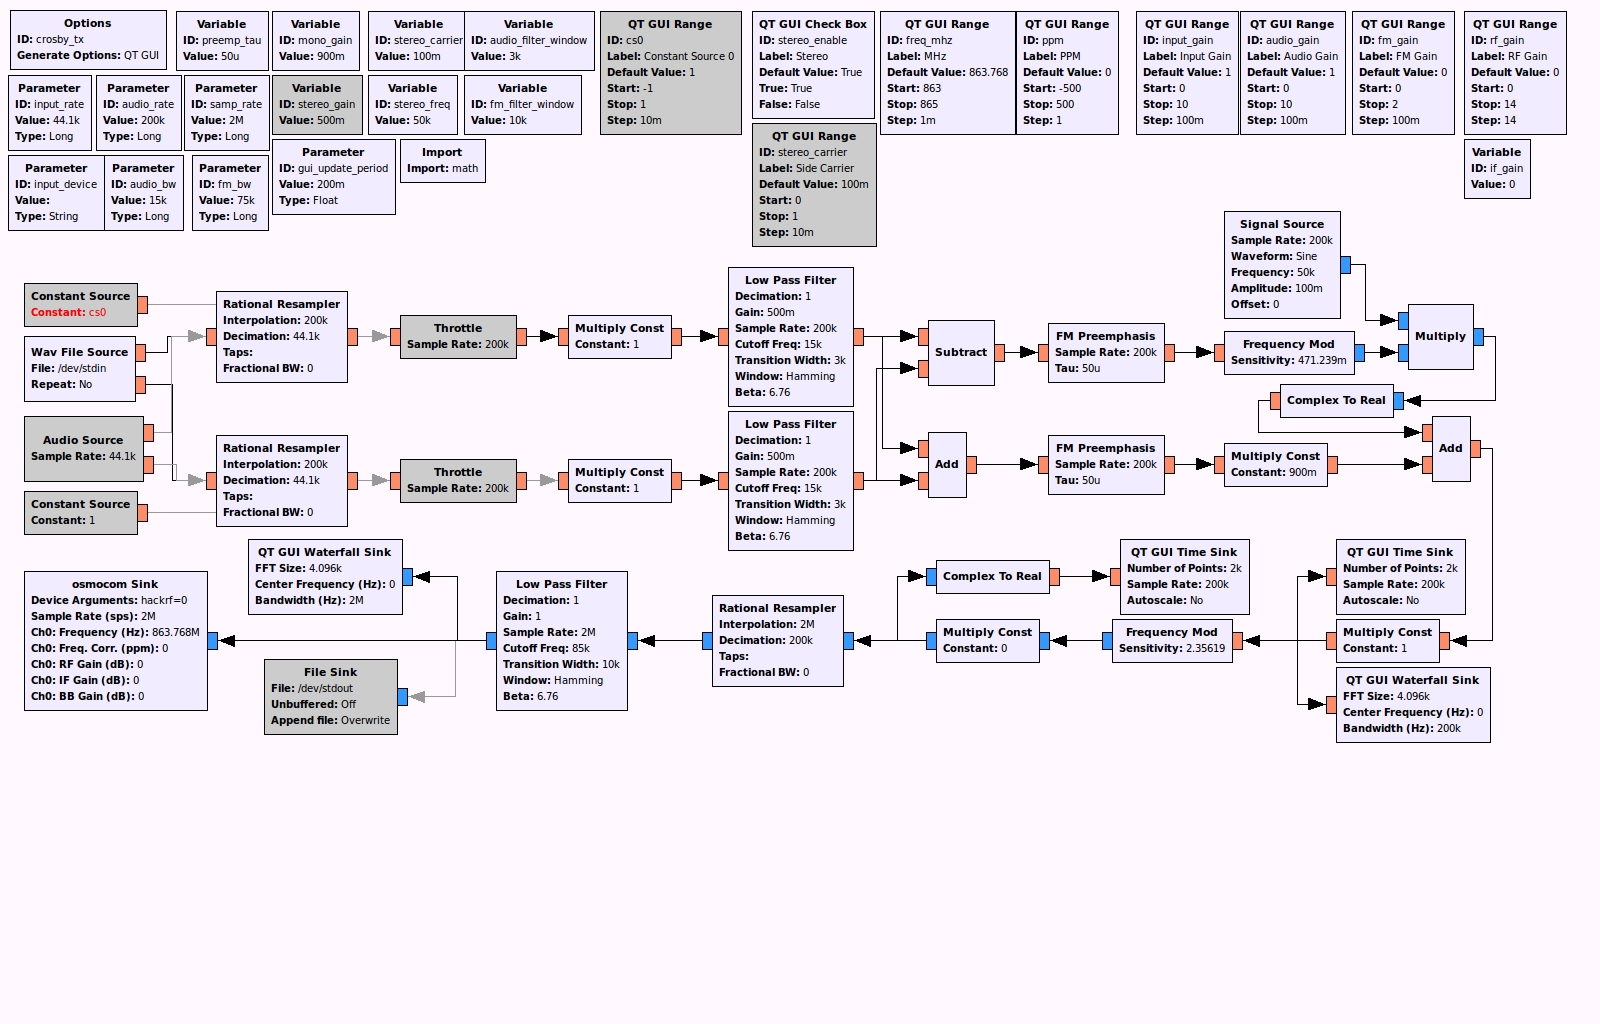 Options
ID: crosby_tx
Generate Options: QT GUI
Variable
ID: preemp_tau
Value: 50u
Variable
ID: mono_gain
Value: 900m
Variable
ID: stereo_carrier
Value: 100m
Variable
ID: audio_filter_window
Value: 3k
QT GUI Range
ID: cs0
Label: Constant Source 0
Default Value: 1
Start: -1
Stop: 1
Step: 10m
QT GUI Check Box
ID: stereo_enable
Label: Stereo
Default Value: True
True: True
False: False
QT GUI Range
ID: freq_mhz
Label: MHz
Default Value: 863.768
Start: 863
Stop: 865
Step: 1m
QT GUI Range
ID: ppm
Label: PPM
Default Value: 0
Start: -500
Stop: 500
Step: 1
QT GUI Range
ID: input_gain
Label: Input Gain
Default Value: 1
Start: 0
Stop: 10
Step: 100m
QT GUI Range
ID: audio_gain
Label: Audio Gain
Default Value: 1
Start: 0
Stop: 10
Step: 100m
QT GUI Range
ID: fm_gain
Label: FM Gain
Default Value: 0
Start: 0
Stop: 2
Step: 100m
QT GUI Range
ID: rf_gain
Label: RF Gain
Default Value: 0
Start: 0
Stop: 14
Step: 14
Parameter
ID: input_rate
Value: 44.1k
Type: Long
Parameter
ID: audio_rate
Value: 200k
Type: Long
Parameter
ID: samp_rate
Value: 2M
Type: Long
Variable
ID: stereo_gain
Value: 500m
Variable
ID: stereo_freq
Value: 50k
Variable
ID: fm_filter_window
Value: 10k
QT GUI Range
ID: stereo_carrier
Label: Side Carrier
Default Value: 100m
Start: 0
Stop: 1
Step: 10m
Parameter
ID: input_device
Value:
Type: String
Parameter
ID: audio_bw
Value: 15k
Type: Long
Parameter
ID: fm_bw
Value: 75k
Type: Long
Parameter
ID: gui_update_period
Value: 200m
Type: Float
Import
Import: math
Variable
ID: if_gain
Value: 0
Signal Source
Sample Rate: 200k
Waveform: Sine
Frequency: 50k
Amplitude: 100m
Offset: 0
Constant Source
Constant: cs0
Wav File Source
File: /dev/stdin
Repeat: No
Audio Source
Sample Rate: 44.1k
Constant Source
Constant: 1
Rational Resampler
Interpolation: 200k
Decimation: 44.1k
Taps:
Fractional BW: 0
Throttle
Sample Rate: 200k
Multiply Const
Constant: 1
Low Pass Filter
Decimation: 1
Gain: 500m
Sample Rate: 200k
Cutoff Freq: 15k
Transition Width: 3k
Window: Hamming
Beta: 6.76
Subtract
FM Preemphasis
Sample Rate: 200k
Tau: 50u
Frequency Mod
Sensitivity: 471.239m
Multiply
Complex To Real
Rational Resampler
Interpolation: 200k
Decimation: 44.1k
Taps:
Fractional BW: 0
Throttle
Sample Rate: 200k
Multiply Const
Constant: 1
Low Pass Filter
Decimation: 1
Gain: 500m
Sample Rate: 200k
Cutoff Freq: 15k
Transition Width: 3k
Window: Hamming
Beta: 6.76
Add
FM Preemphasis
Sample Rate: 200k
Tau: 50u
Multiply Const
Constant: 900m
Add
osmocom Sink
Device Arguments: hackrf=0
Sample Rate (sps): 2M
Ch0: Frequency (Hz): 863.768M
Ch0: Freq. Corr. (ppm): 0
Ch0: RF Gain (dB): 0
Ch0: IF Gain (dB): 0
Ch0: BB Gain (dB): 0
QT GUI Waterfall Sink
FFT Size: 4.096k
Center Frequency (Hz): 0
Bandwidth (Hz): 2M
File Sink
File: /dev/stdout
Unbuffered: Off
Append file: Overwrite
Low Pass Filter
Decimation: 1
Gain: 1
Sample Rate: 2M
Cutoff Freq: 85k
Transition Width: 10k
Window: Hamming
Beta: 6.76
Rational Resampler
Interpolation: 2M
Decimation: 200k
Taps:
Fractional BW: 0
Complex To Real
QT GUI Time Sink
Number of Points: 2k
Sample Rate: 200k
Autoscale: No
Multiply Const
Constant: 0
Frequency Mod
Sensitivity: 2.35619
QT GUI Time Sink
Number of Points: 2k
Sample Rate: 200k
Autoscale: No
Multiply Const
Constant: 1
QT GUI Waterfall Sink
FFT Size: 4.096k
Center Frequency (Hz): 0
Bandwidth (Hz): 200k